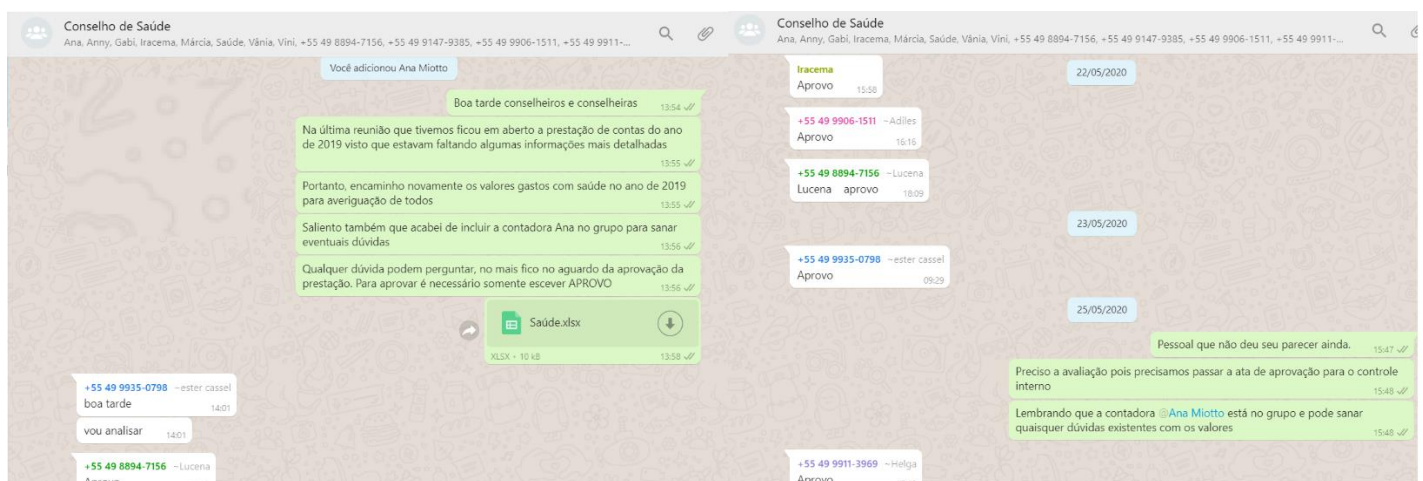 Conselho de Saúde
Ana, Anny, Gabi, Iracema, Márcia, Saúde, Vânia, Vini, +55 49 8894-7156, +55 49 9147-9385, +55 49 9906-1511, +55 49 9911-...
Você adicionou Ana Miotto
Boa tarde conselheiros e conselheiras 13:54
Na última reunião que tivemos ficou em aberto a prestação de contas do ano
de 2019 visto que estavam faltando algumas informações mais detalhadas
13:55
Portanto, encaminho novamente os valores gastos com saúde no ano de 2019
para averiguação de todos 13:55
Saliento também que acabei de incluir a contadora Ana no grupo para sanar
eventuais dúvidas 13:56
Qualquer dúvida podem perguntar, no mais fico no aguardo da aprovação da
prestação. Para aprovar é necessário somente escever APROVO 13:56
Saúde.xlsx
XLSX • 10 kB 13:58
+55 49 9935-0798 ~ester cassel
boa tarde 14:01
vou analisar 14:01
+55 49 8894-7156 ~Lucena
Aprovo
Conselho de Saúde
Ana, Anny, Gabi, Iracema, Márcia, Saúde, Vânia, Vini, +55 49 8894-7156, +55 49 9147-9385, +55 49 9906-1511, +55 49 9911-...
Iracema
Aprovo 15:58
22/05/2020
+55 49 9906-1511 ~Adiles
Aprovo 16:16
+55 49 8894-7156 ~Lucena
Lucena aprovo 18:09
23/05/2020
+55 49 9935-0798 ~ester cassel
Aprovo 09:29
25/05/2020
Pessoal que não deu seu parecer ainda. 15:47
Preciso a avaliação pois precisamos passar a ata de aprovação para o controle
interno 15:48
Lembrando que a contadora @Ana Miotto está no grupo e pode sanar
quaisquer dúvidas existentes com os valores 15:48
+55 49 9911-3969 ~Helga
Aprovo